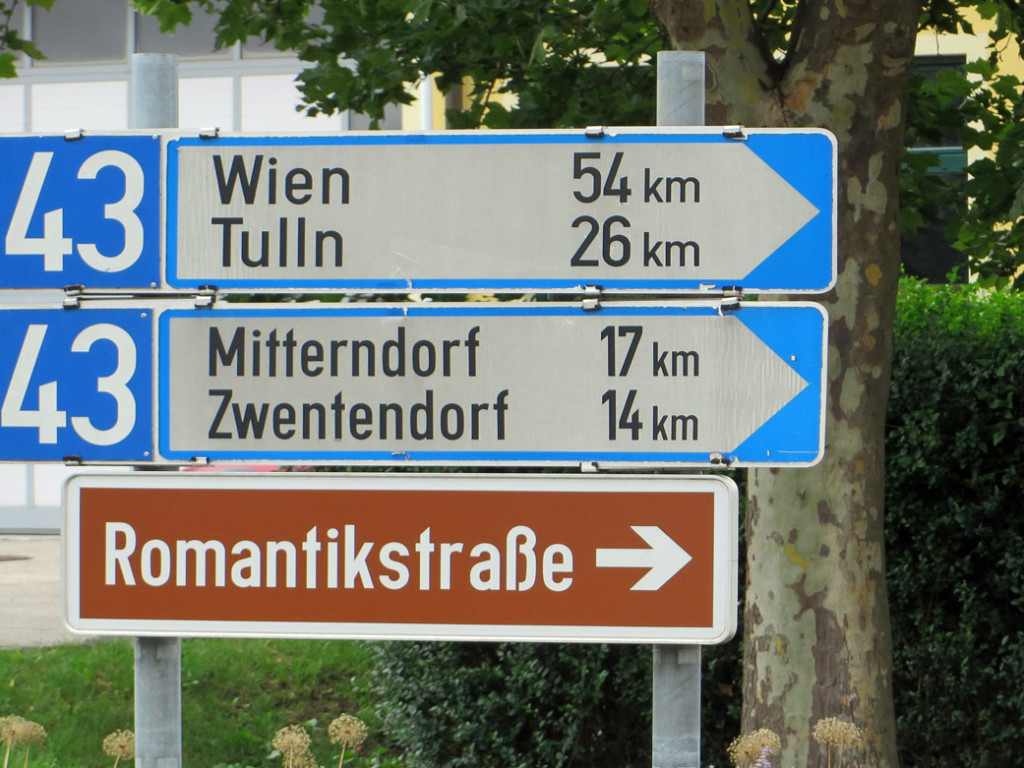 43 Wien 54 km
Tulln 26 km
43 Mitterndorf 17 km
Zwentendorf 14 km
Romantikstraße